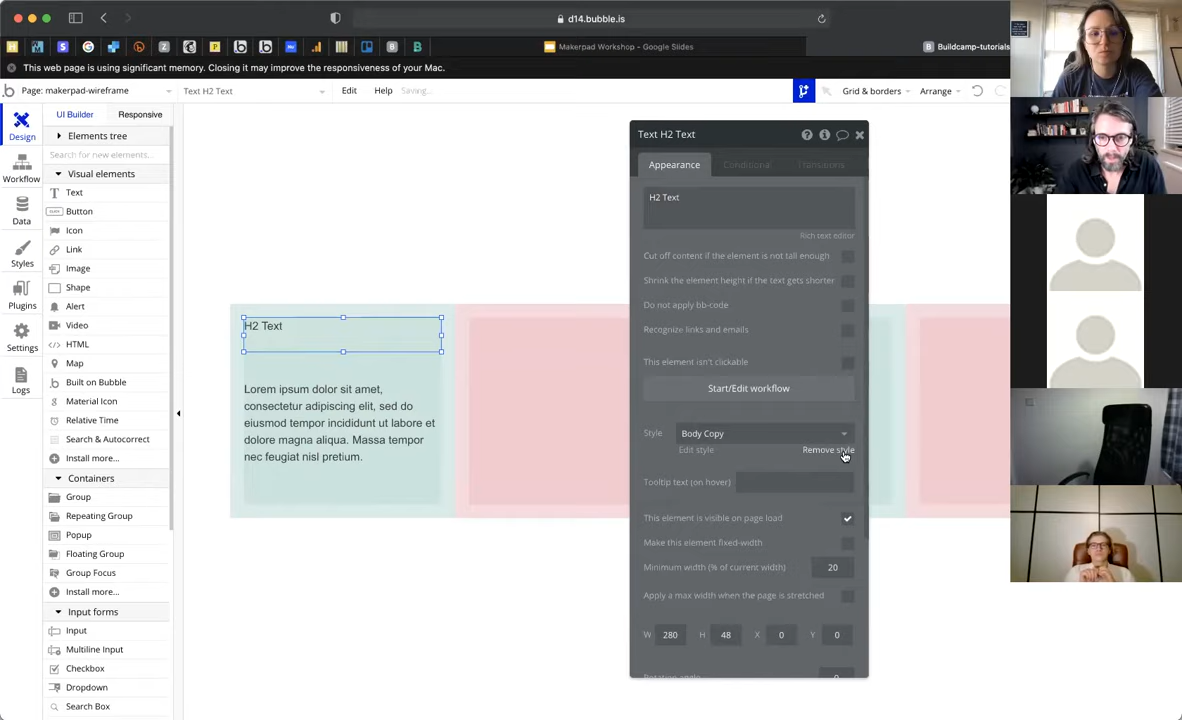 d14.bubble.is
Makerpad Workshop – Google Slides
Buildcamp-tutorials
This web page is using significant memory. Closing it may improve the responsiveness of your Mac.
Page: makerpad-wireframe
Text H2 Text
Edit
Help
Saving...
Grid & borders
Arrange
Design
Workflow
Data
Styles
Plugins
Settings
Logs
UI Builder
Responsive
Elements tree
Search for new elements...
Visual elements
Text
Button
Icon
Link
Image
Shape
Alert
Video
HTML
Map
Built on Bubble
Material Icon
Relative Time
Search & Autocorrect
Install more...
Containers
Group
Repeating Group
Popup
Floating Group
Group Focus
Install more...
Input forms
Input
Multiline Input
Checkbox
Dropdown
Search Box
H2 Text
Lorem ipsum dolor sit amet,
consectetur adipiscing elit, sed do
eiusmod tempor incididunt ut labore et
dolore magna aliqua. Massa tempor
nec feugiat nisl pretium.
Text H2 Text
Appearance
Conditional
Transitions
H2 Text
Rich text editor
Cut off content if the element is not tall enough
Shrink the element height if the text gets shorter
Do not apply bb-code
Recognize links and emails
This element isn't clickable
Start/Edit workflow
Style
Body Copy
Edit style
Remove style
Tooltip text (on hover)
This element is visible on page load
Make this element fixed-width
Minimum width (% of current width)
20
Apply a max width when the page is stretched
W 280 H 48 X 0 Y 0
Rotation angle